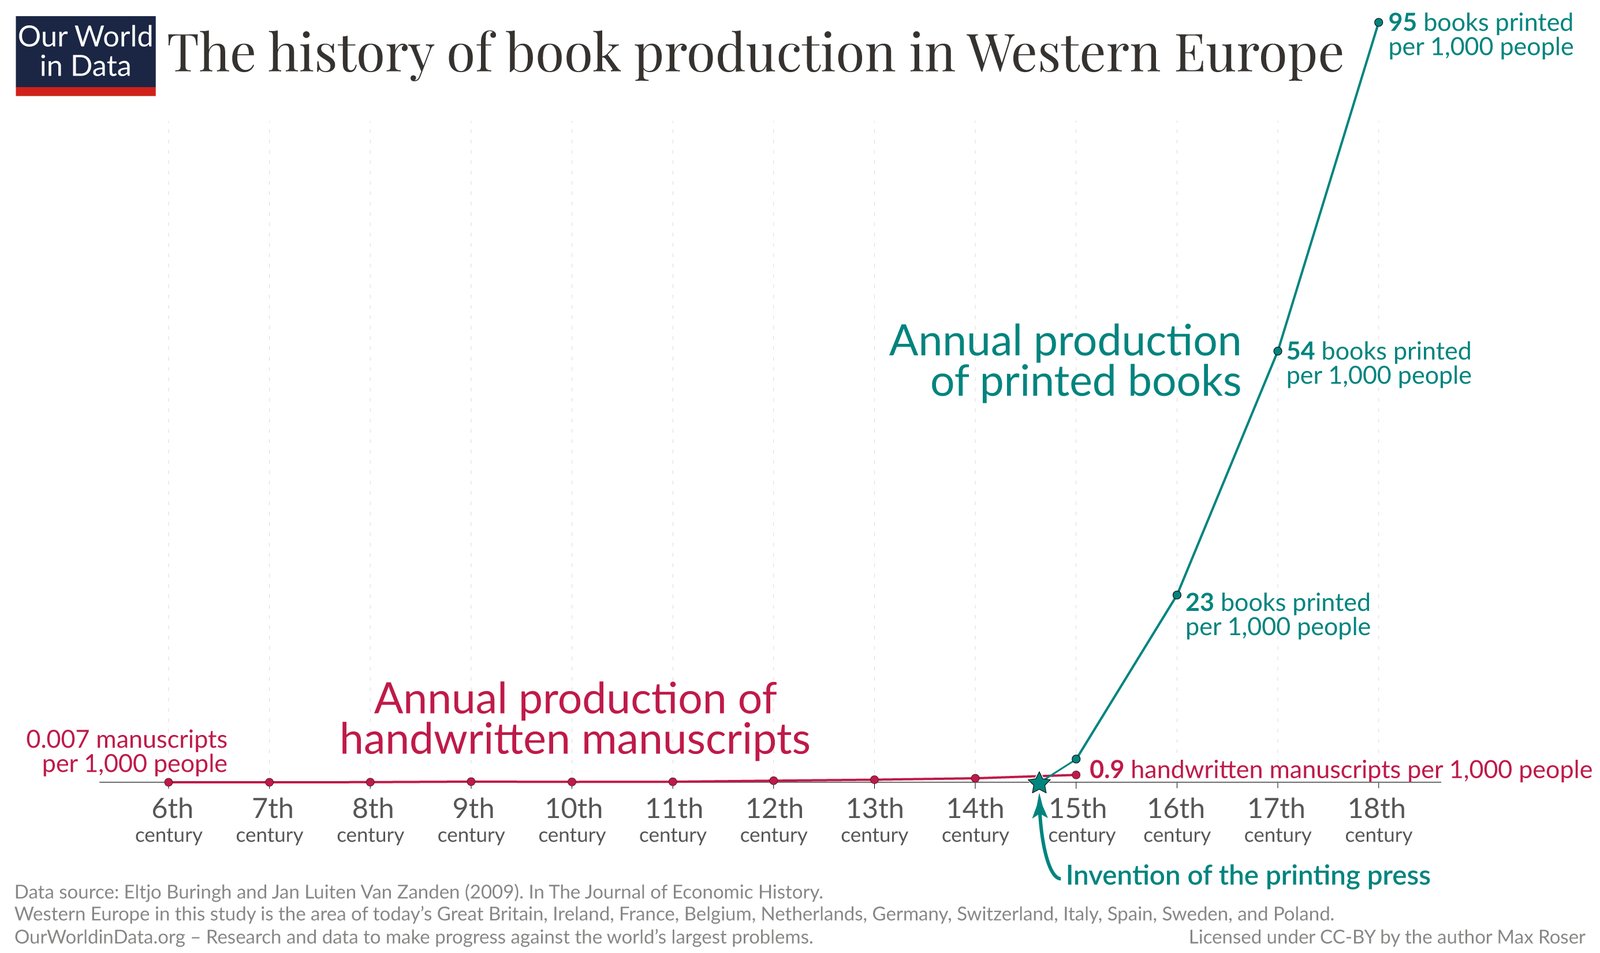 Our World
in Data
The history of book production in Western Europe
95 books printed
per 1,000 people
Annual production
of printed books
54 books printed
per 1,000 people
23 books printed
per 1,000 people
Annual production of
handwritten manuscripts
0.007 manuscripts
per 1,000 people
0.9 handwritten manuscripts per 1,000 people
6th 7th 8th 9th 10th 11th 12th 13th 14th 15th 16th 17th 18th
century century century century century century century century century century century century century
Invention of the printing press
Data source: Eltjo Buringh and Jan Luiten Van Zanden (2009). In The Journal of Economic History.
Western Europe in this study is the area of today's Great Britain, Ireland, France, Belgium, Netherlands, Germany, Switzerland, Italy, Spain, Sweden, and Poland.
OurWorldinData.org – Research and data to make progress against the world's largest problems.
Licensed under CC-BY by the author Max Roser